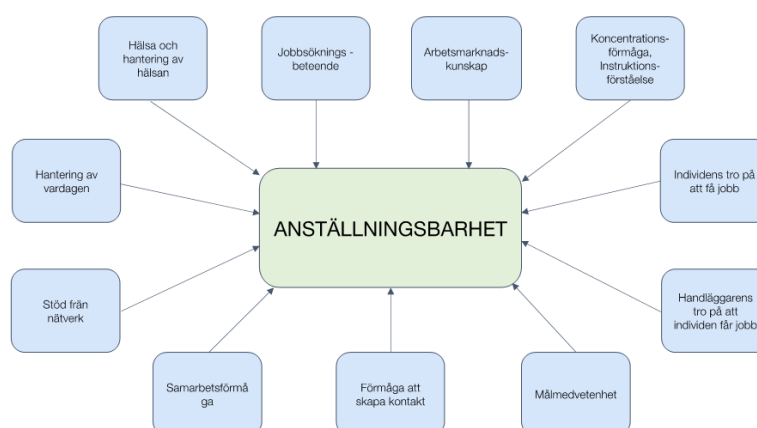 Hälsa och
hantering av
hälsan
Jobbsöknings -
beteende
Arbetsmarknads-
kunskap
Koncentrations-
förmåga,
Instruktions-
förståelse
Hantering av
vardagen
ANSTÄLLNINGSBARHET
Individens tro på
att få jobb
Stöd från
nätverk
Handläggarens
tro på att
individen får jobb
Samarbetsförmå
ga
Förmåga att
skapa kontakt
Målmedvetenhet